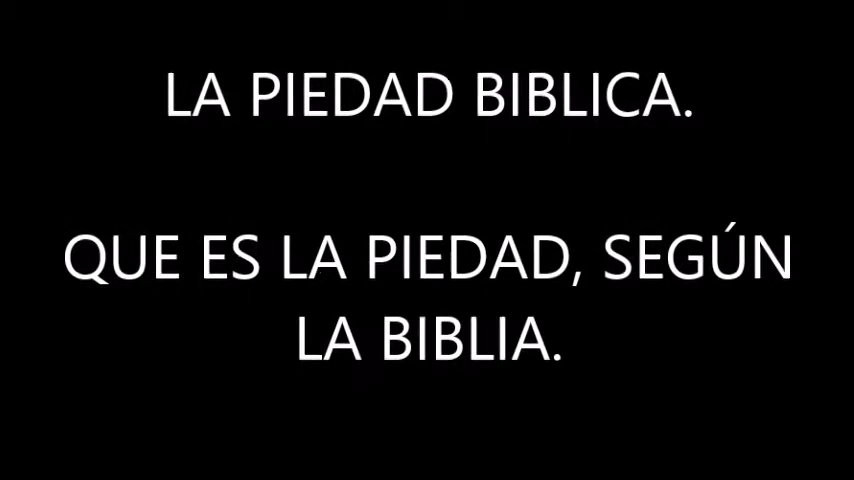 LA PIEDAD BIBLICA.
QUE ES LA PIEDAD, SEGÚN
LA BIBLIA.